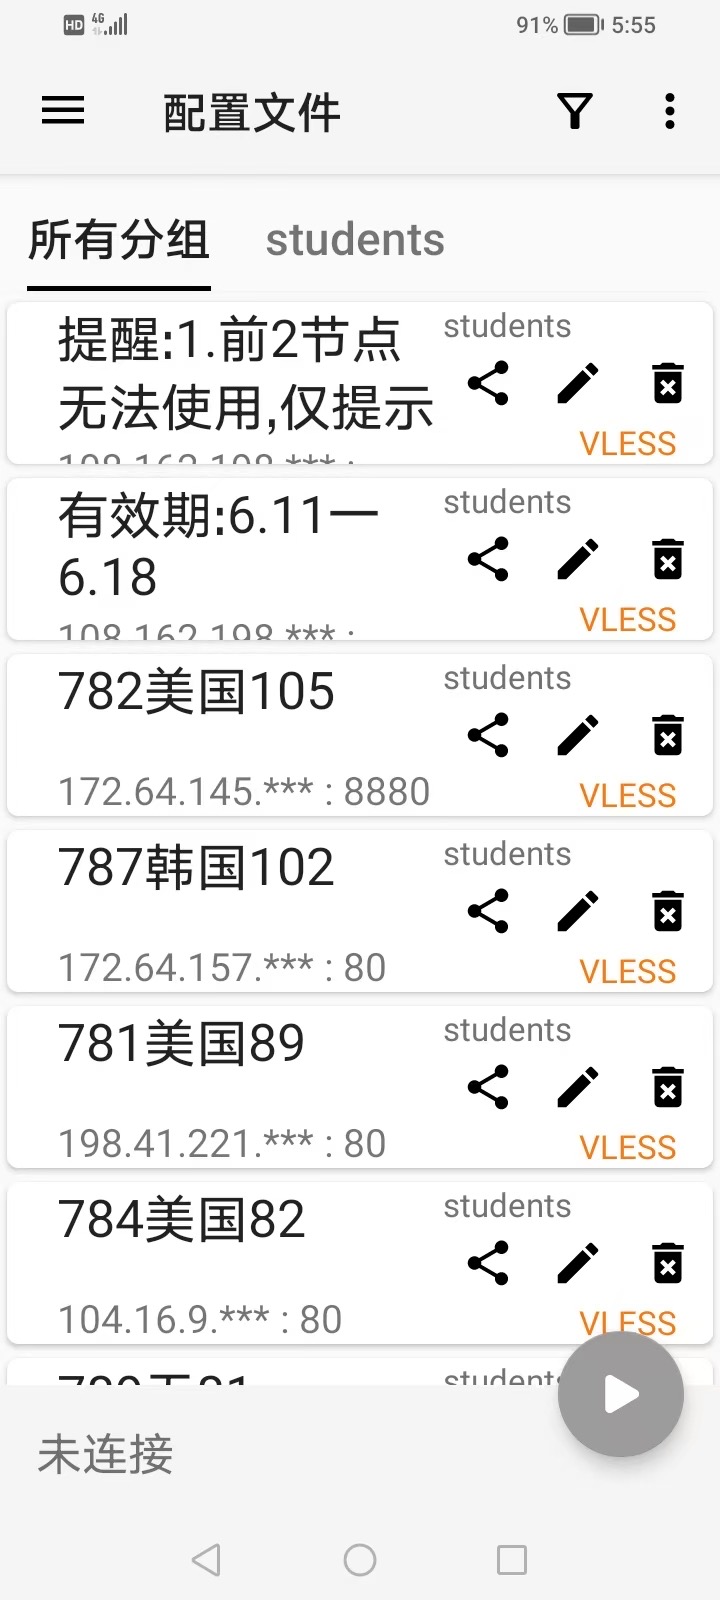 HD 4G 91% 5:55
配置文件
所有分组 students
提醒:1.前2节点
无法使用,仅提示
students
VLESS
有效期:6.11一
6.18
students
108.162.198.*** :
VLESS
782美国105
students
172.64.145.*** : 8880
VLESS
787韩国102
students
172.64.157.*** : 80
VLESS
781美国89
students
198.41.221.*** : 80
VLESS
784美国82
students
104.16.9.*** : 80
VLESS
students
未连接